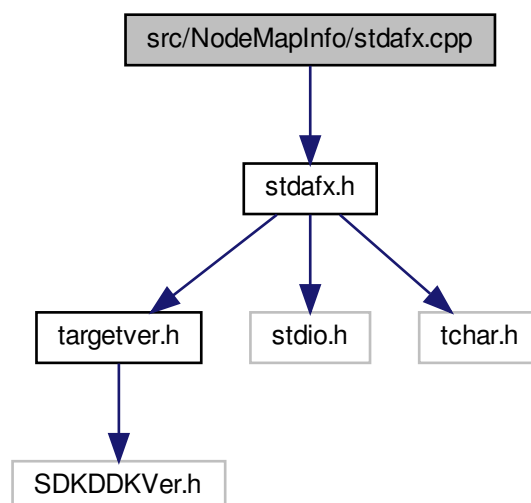 src/NodeMapInfo/stdafx.cpp
stdafx.h
targetver.h
stdio.h
tchar.h
SDKDDKVer.h